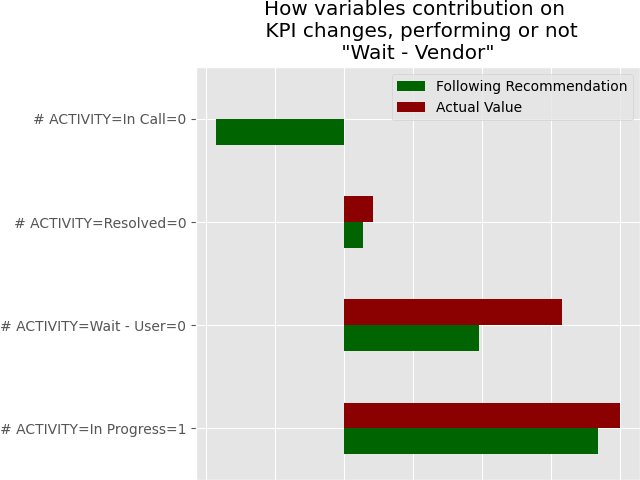 How variables contribution on
KPI changes, performing or not
"Wait - Vendor"
Following Recommendation
Actual Value
# ACTIVITY=In Call=0
# ACTIVITY=Resolved=0
# ACTIVITY=Wait - User=0
# ACTIVITY=In Progress=1